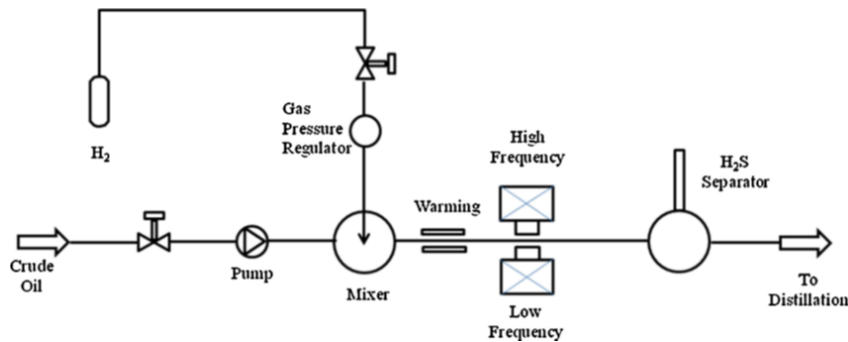 H2
Gas
Pressure
Regulator
High
Frequency
H2S
Separator
Warming
Crude
Oil
Pump
Mixer
Low
Frequency
To
Distillation